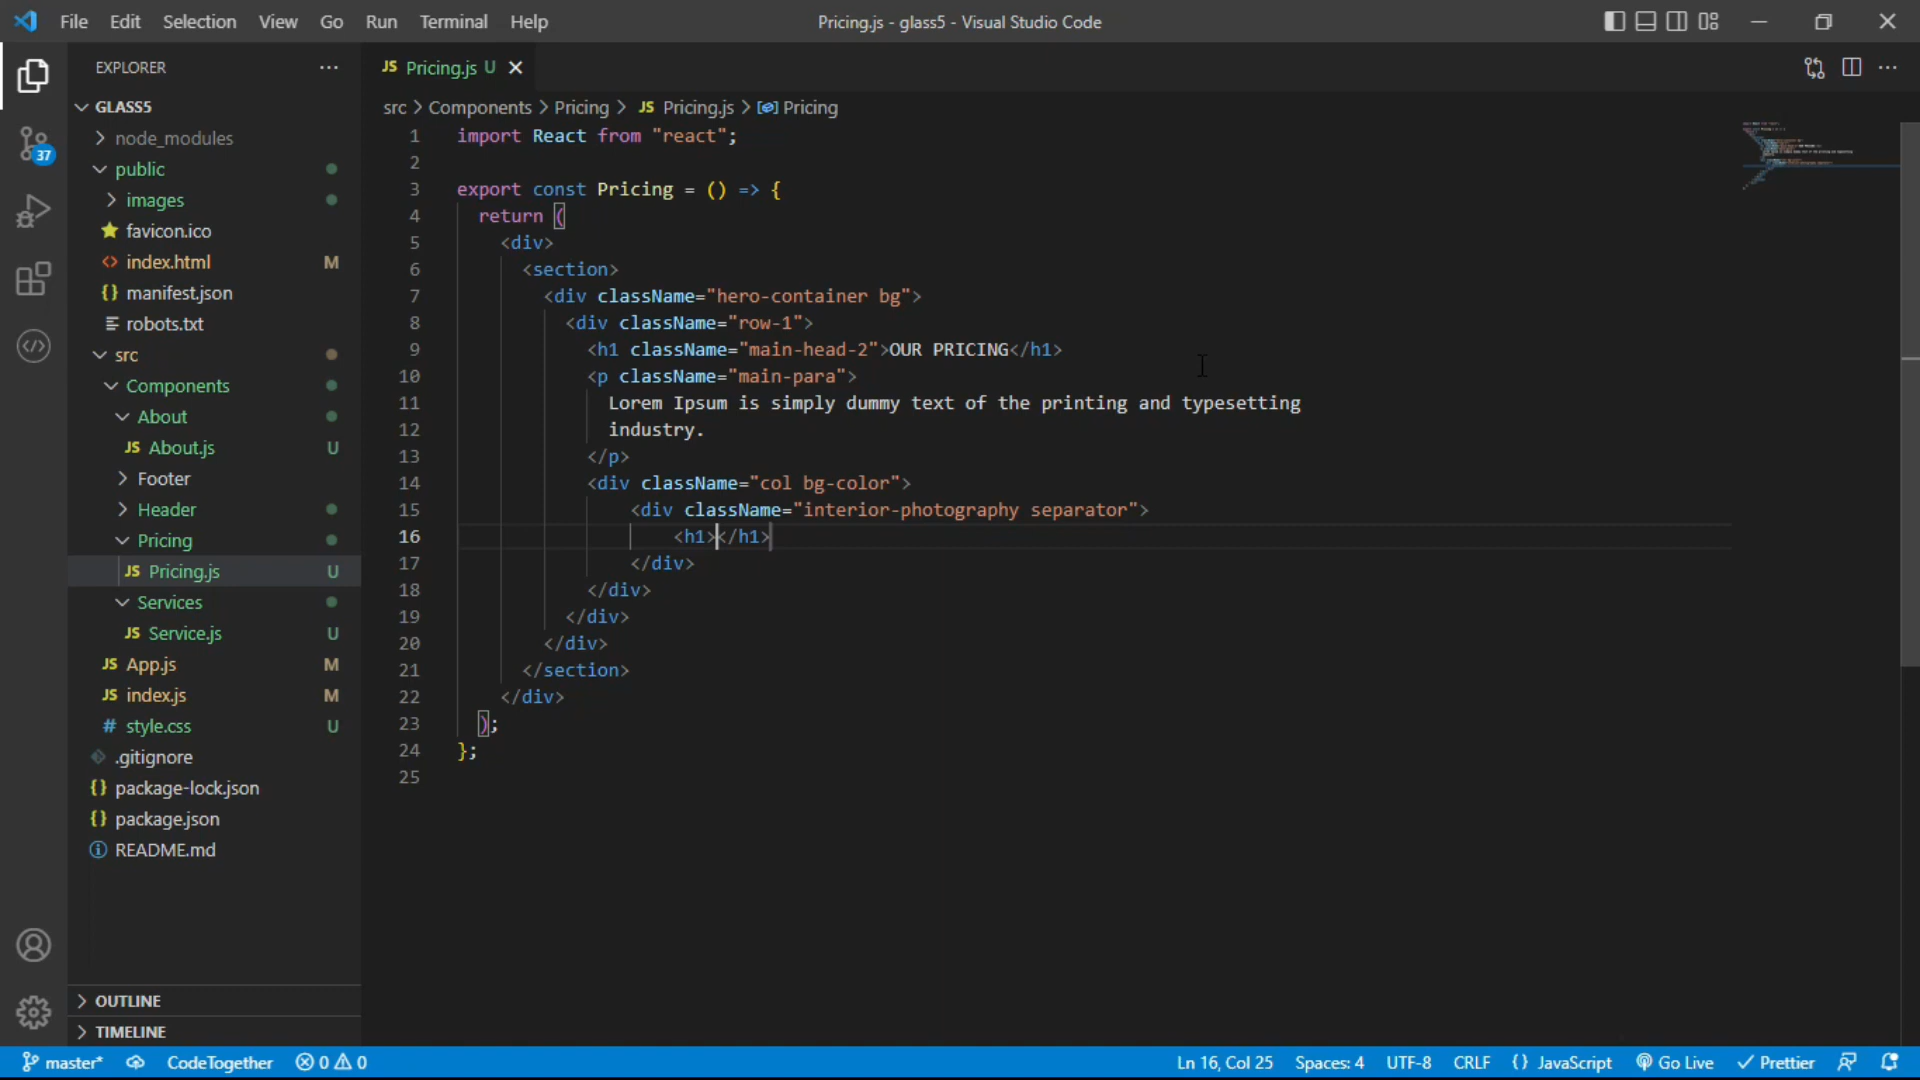 File Edit Selection View Go Run Terminal Help
Pricing.js - glass5 - Visual Studio Code
EXPLORER
GLASS5
node_modules
public
images
favicon.ico
index.html M
manifest.json
robots.txt
src
Components
About
JS About.js U
Footer
Header
Pricing
JS Pricing.js U
Services
JS Service.js U
JS App.js M
JS index.js M
# style.css U
.gitignore
package-lock.json
package.json
README.md
OUTLINE
TIMELINE
37
JS Pricing.js U
src > Components > Pricing > JS Pricing.js > Pricing
1 import React from "react";
2
3 export const Pricing = () => {
4 return (
5 <div>
6 <section>
7 <div className="hero-container bg">
8 <div className="row-1">
9 <h1 className="main-head-2">OUR PRICING</h1>
10 <p className="main-para">
11 Lorem Ipsum is simply dummy text of the printing and typesetting
12 industry.
13 </p>
14 <div className="col bg-color">
15 <div className="interior-photography separator">
16 <h1></h1>
17 </div>
18 </div>
19 </div>
20 </div>
21 </section>
22 </div>
23 );
24 };
25
master* CodeTogether 0 0 Ln 16, Col 25 Spaces: 4 UTF-8 CRLF {} JavaScript Go Live Prettier